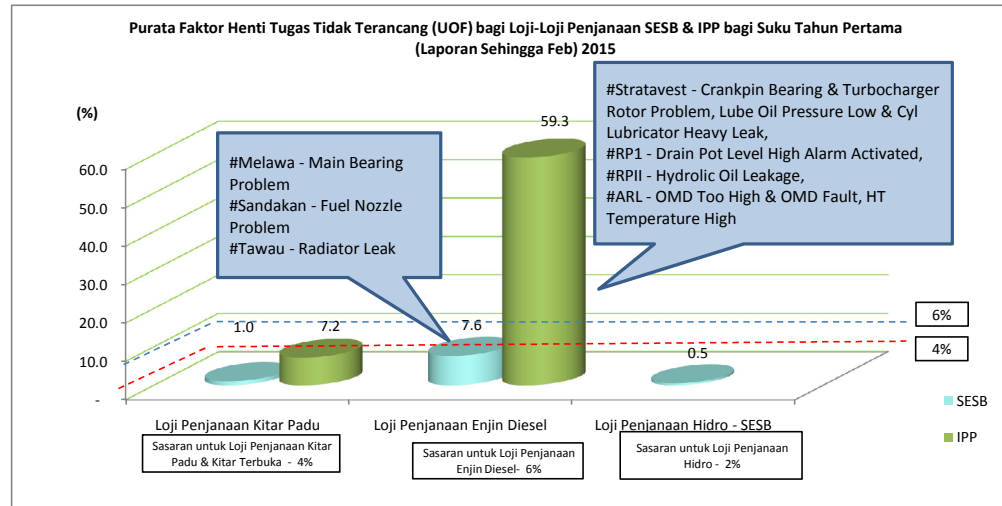 Purata Faktor Henti Tugas Tidak Terancang (UOF) bagi Loji-Loji Penjanaan SESB & IPP bagi Suku Tahun Pertama
(Laporan Sehingga Feb) 2015
(%)
#Stratavest - Crankpin Bearing & Turbocharger
Rotor Problem, Lube Oil Pressure Low & Cyl
Lubricator Heavy Leak,
#RP1 - Drain Pot Level High Alarm Activated,
#RPII - Hydrolic Oil Leakage,
#ARL - OMD Too High & OMD Fault, HT
Temperature High
#Melawa - Main Bearing
Problem
#Sandakan - Fuel Nozzle
Problem
#Tawau - Radiator Leak
60.0
50.0
40.0
30.0
20.0
10.0
-
1.0
7.2
7.6
59.3
0.5
6%
4%
SESB
IPP
Loji Penjanaan Kitar Padu
Loji Penjanaan Enjin Diesel
Loji Penjanaan Hidro - SESB
Sasaran untuk Loji Penjanaan Kitar
Padu & Kitar Terbuka - 4%
Sasaran untuk Loji Penjanaan
Enjin Diesel- 6%
Sasaran untuk Loji Penjanaan
Hidro - 2%